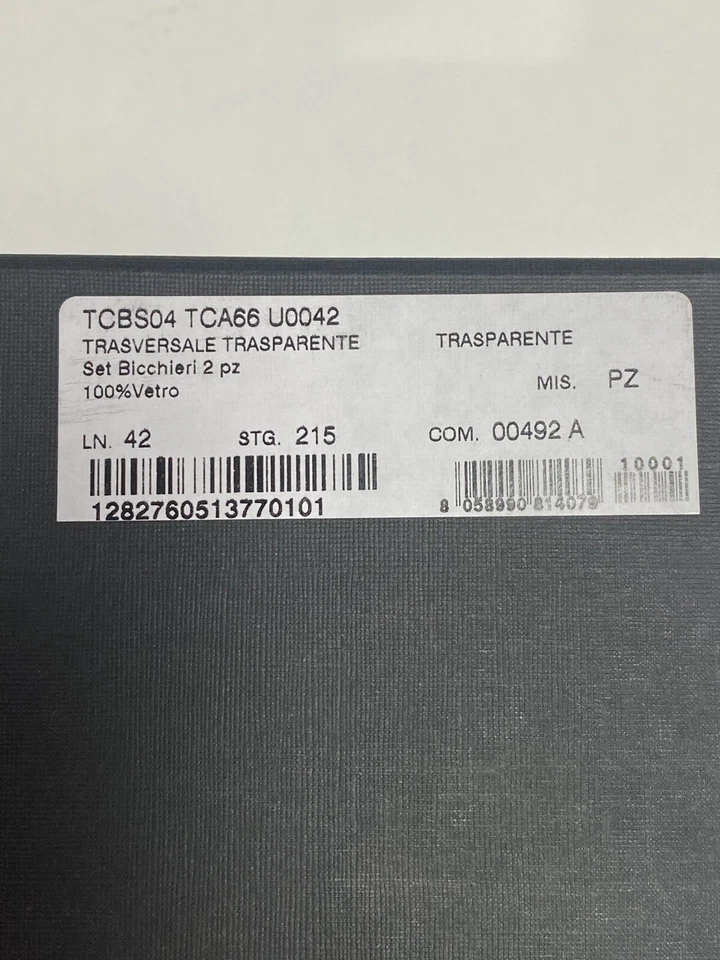 TCBS04 TCA66 U0042
TRASVERSALE TRASPARENTE
TRASPARENTE
Set Bicchieri 2 pz
100%Vetro
MIS. PZ
LN. 42 STG. 215 COM. 00492 A
10001
1282760513770101
8 058990 814079